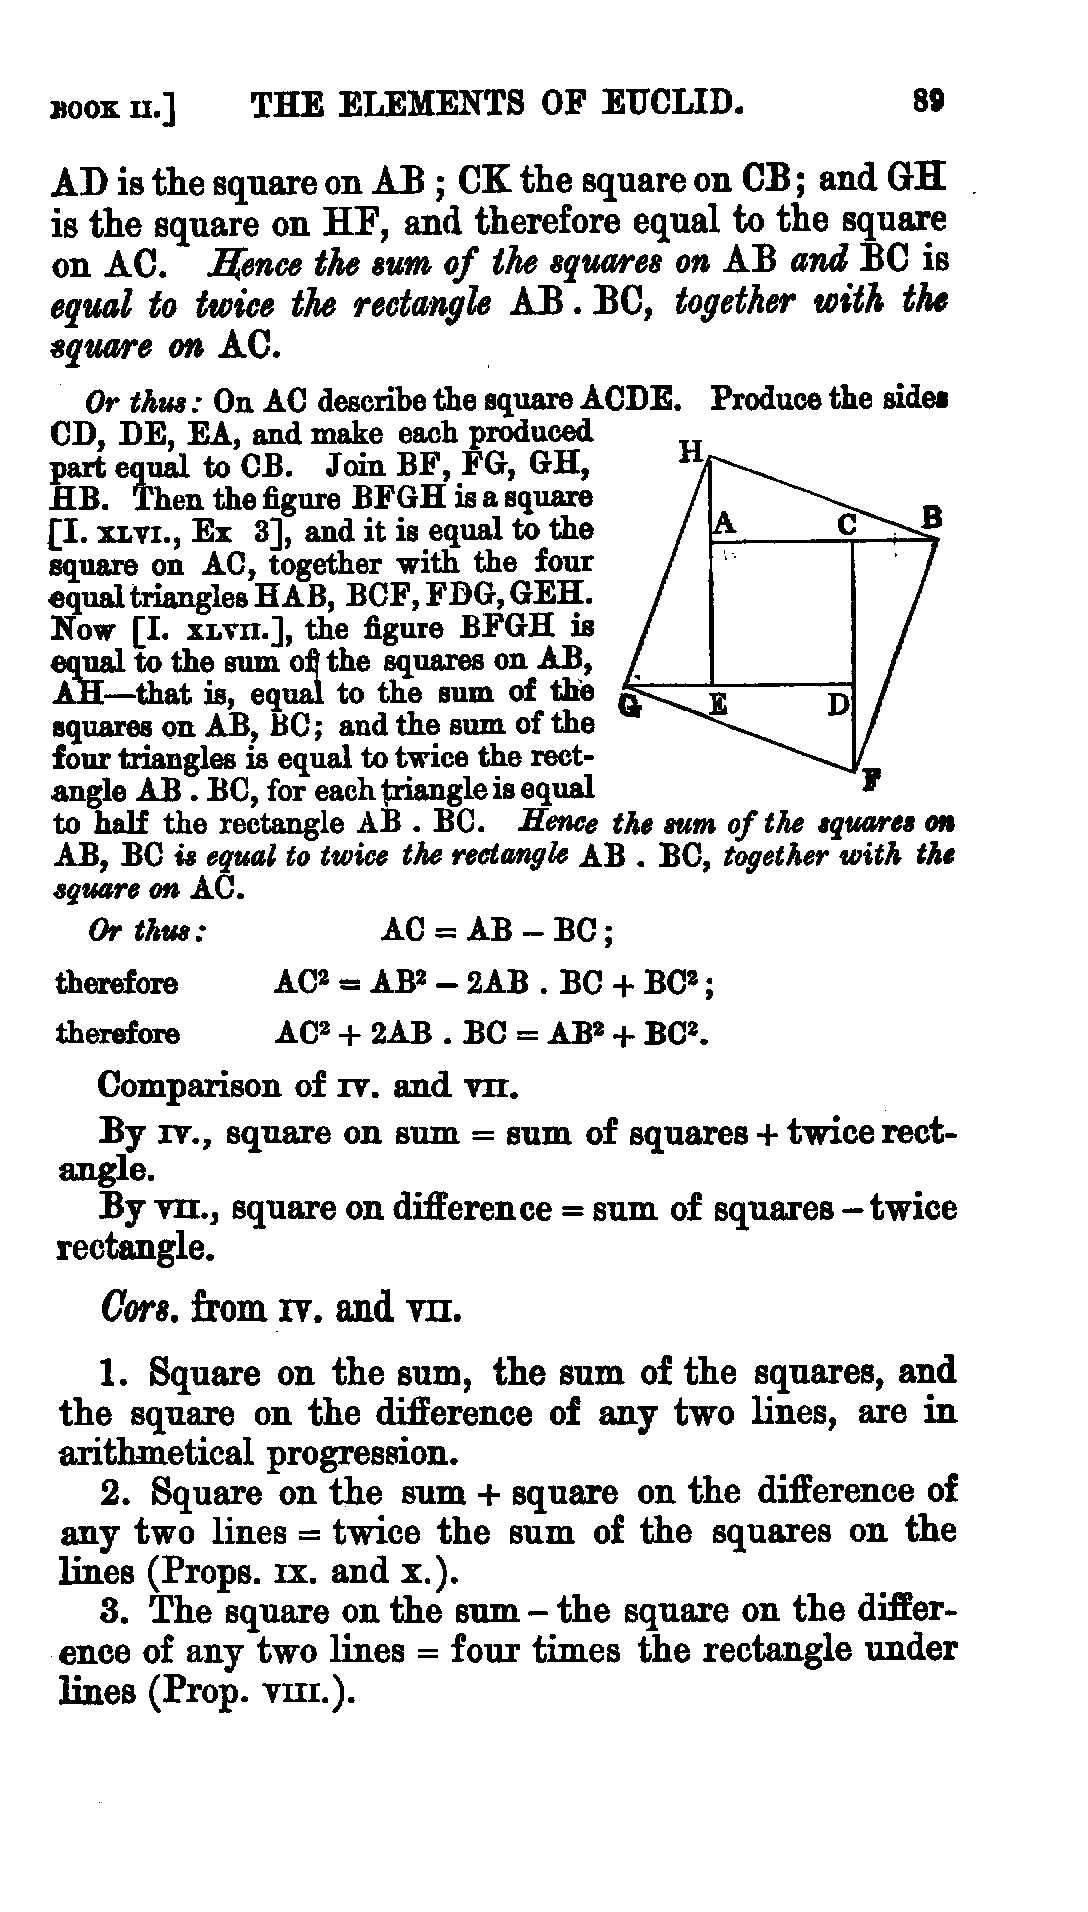 BOOK II.] THE ELEMENTS OF EUCLID. 89
AD is the square on AB ; CK the square on CB; and GH
is the square on HF, and therefore equal to the square
on AC. Hence the sum of the squares on AB and BC is
equal to twice the rectangle AB . BC, together with the
square on AC.
Or thus: On AC describe the square ACDE. Produce the sides
CD, DE, EA, and make each produced
part equal to CB. Join BF, FG, GH,
HB. Then the figure BFGH is a square
[I. XLVI., Ex 3], and it is equal to the
square on AC, together with the four
equal triangles HAB, BCF, FDG, GEH.
Now [I. XLVII.], the figure BFGH is
equal to the sum of the squares on AB,
AH—that is, equal to the sum of the
squares on AB, BC; and the sum of the
four triangles is equal to twice the rect-
angle AB . BC, for each triangle is equal
H
A C B
G E D
F
to half the rectangle AB . BC. Hence the sum of the squares on
AB, BC is equal to twice the rectangle AB . BC, together with the
square on AC.
Or thus: AC = AB – BC ;
therefore AC² = AB² – 2AB . BC + BC² ;
therefore AC² + 2AB . BC = AB² + BC².
Comparison of IV. and VII.
By IV., square on sum = sum of squares + twice rect-
angle.
By VII., square on difference = sum of squares – twice
rectangle.
Cors. from IV. and VII.
1. Square on the sum, the sum of the squares, and
the square on the difference of any two lines, are in
arithmetical progression.
2. Square on the sum + square on the difference of
any two lines = twice the sum of the squares on the
lines (Props. IX. and X.).
3. The square on the sum – the square on the differ-
ence of any two lines = four times the rectangle under
lines (Prop. VIII.).